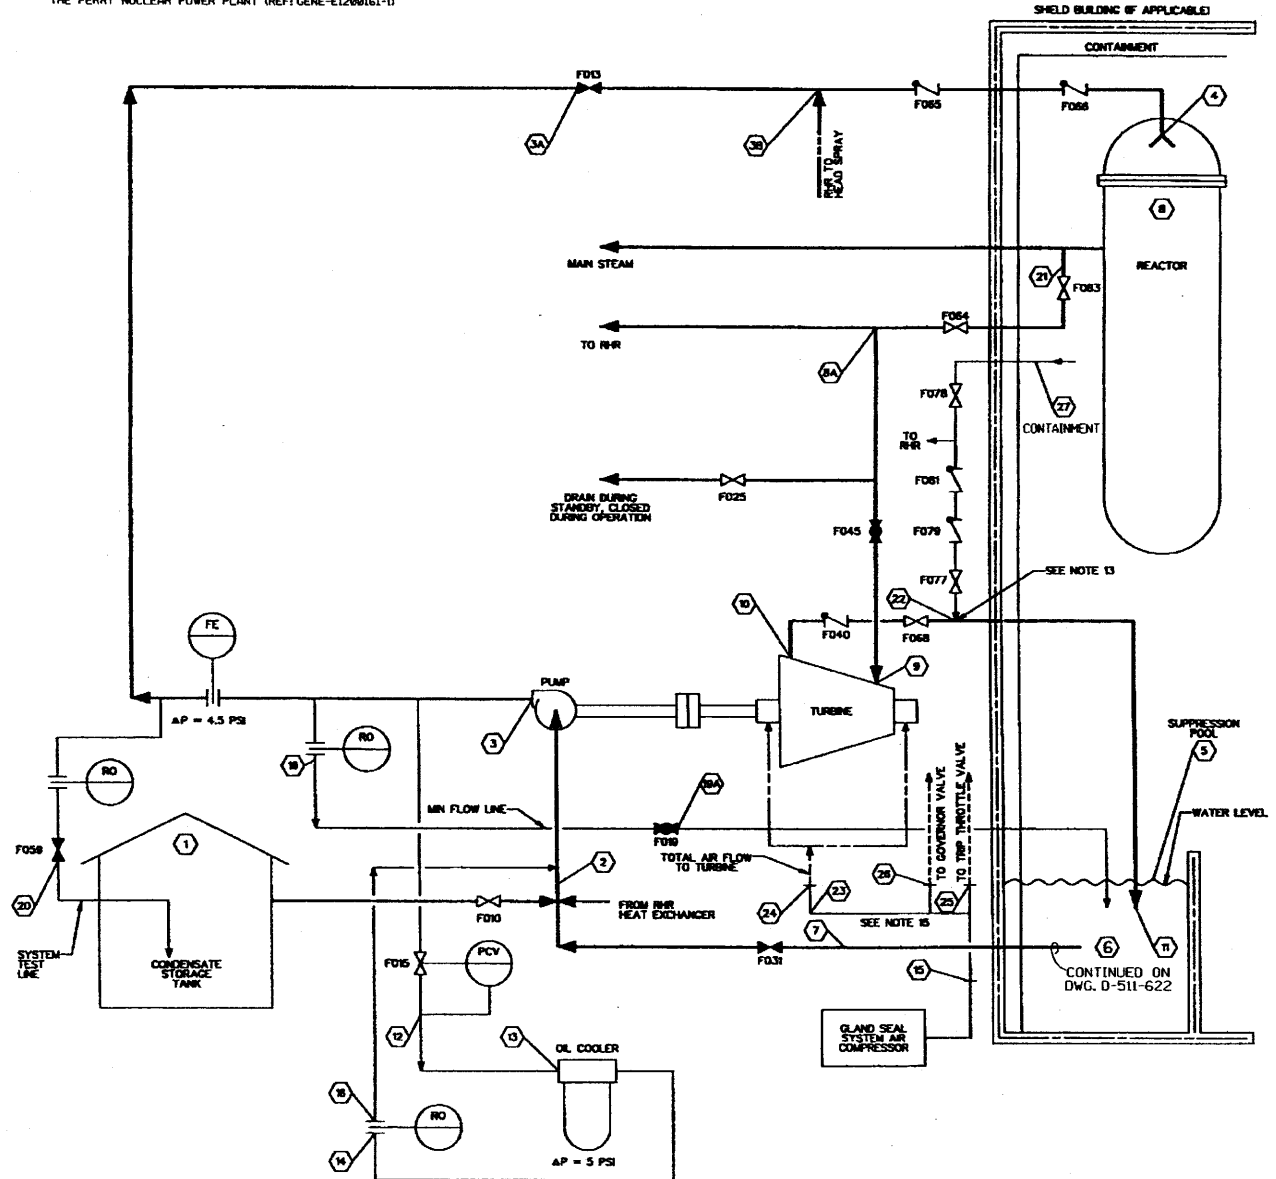 THE PERRY NUCLEAR POWER PLANT (REF: GENE-E1200161-1)
SHIELD BUILDING (IF APPLICABLE)
CONTAINMENT
F013
F065
F066
4
3A
3B
RHR TO
HEAD SPRAY
8
MAIN STEAM
REACTOR
21
F063
F064
TO RHR
8A
F078
27
CONTAINMENT
TO
RHR
F081
F025
DRAIN DURING
STANDBY, CLOSED
DURING OPERATION
F045
F079
F077
SEE NOTE 13
22
10
F040
F068
9
FE
PUMP
TURBINE
ΔP = 4.5 PSI
3
SUPPRESSION
POOL
5
RO
RO
18
TO GOVERNOR VALVE
TO TRIP THROTTLE VALVE
19A
MIN FLOW LINE
F019
WATER LEVEL
F059
1
2
TOTAL AIR FLOW
TO TURBINE
26
20
F010
FROM RHR
HEAT EXCHANGER
24
23
25
SEE NOTE 15
7
6
11
SYSTEM
TEST
LINE
CONDENSATE
STORAGE
TANK
F015
PCV
F031
15
CONTINUED ON
DWG. D-511-622
12
13
OIL COOLER
GLAND SEAL
SYSTEM AIR
COMPRESSOR
RO
14
ΔP = 5 PSI